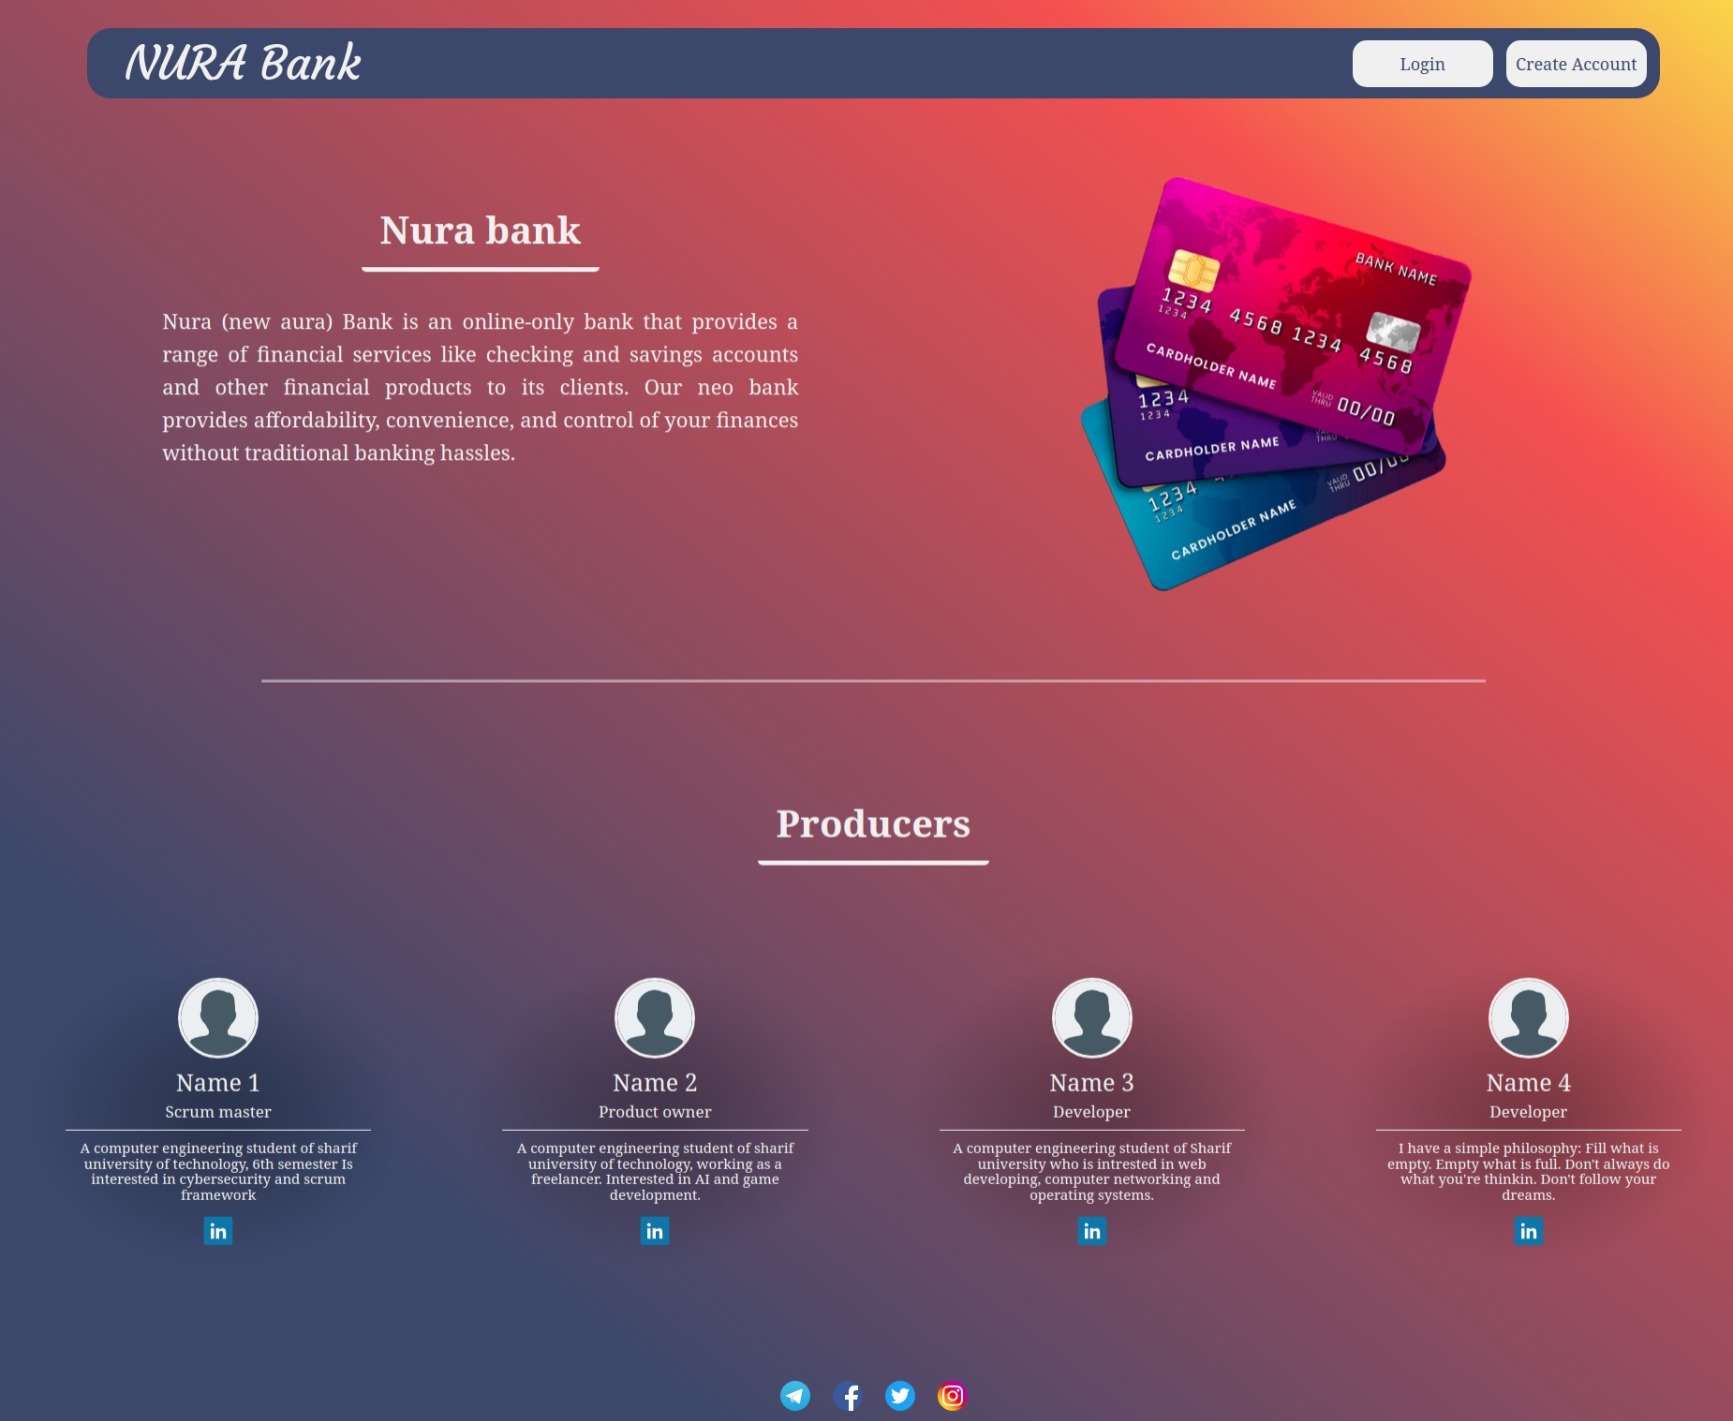 NURA Bank
Login
Create Account
Nura bank
Nura (new aura) Bank is an online-only bank that provides a
range of financial services like checking and savings accounts
and other financial products to its clients. Our neo bank
provides affordability, convenience, and control of your finances
without traditional banking hassles.
BANK NAME
1234 4568 1234 4568
1234
CARDHOLDER NAME
VALID THRU 00/00
1234
1234
CARDHOLDER NAME
1234
1234
CARDHOLDER NAME
VALID THRU 00/00
Producers
Name 1
Scrum master
A computer engineering student of sharif
university of technology, 6th semester Is
interested in cybersecurity and scrum
framework
in
Name 2
Product owner
A computer engineering student of sharif
university of technology, working as a
freelancer. Interested in AI and game
development.
in
Name 3
Developer
A computer engineering student of Sharif
university who is intrested in web
developing, computer networking and
operating systems.
in
Name 4
Developer
I have a simple philosophy: Fill what is
empty. Empty what is full. Don't always do
what you're thinkin. Don't follow your
dreams.
in